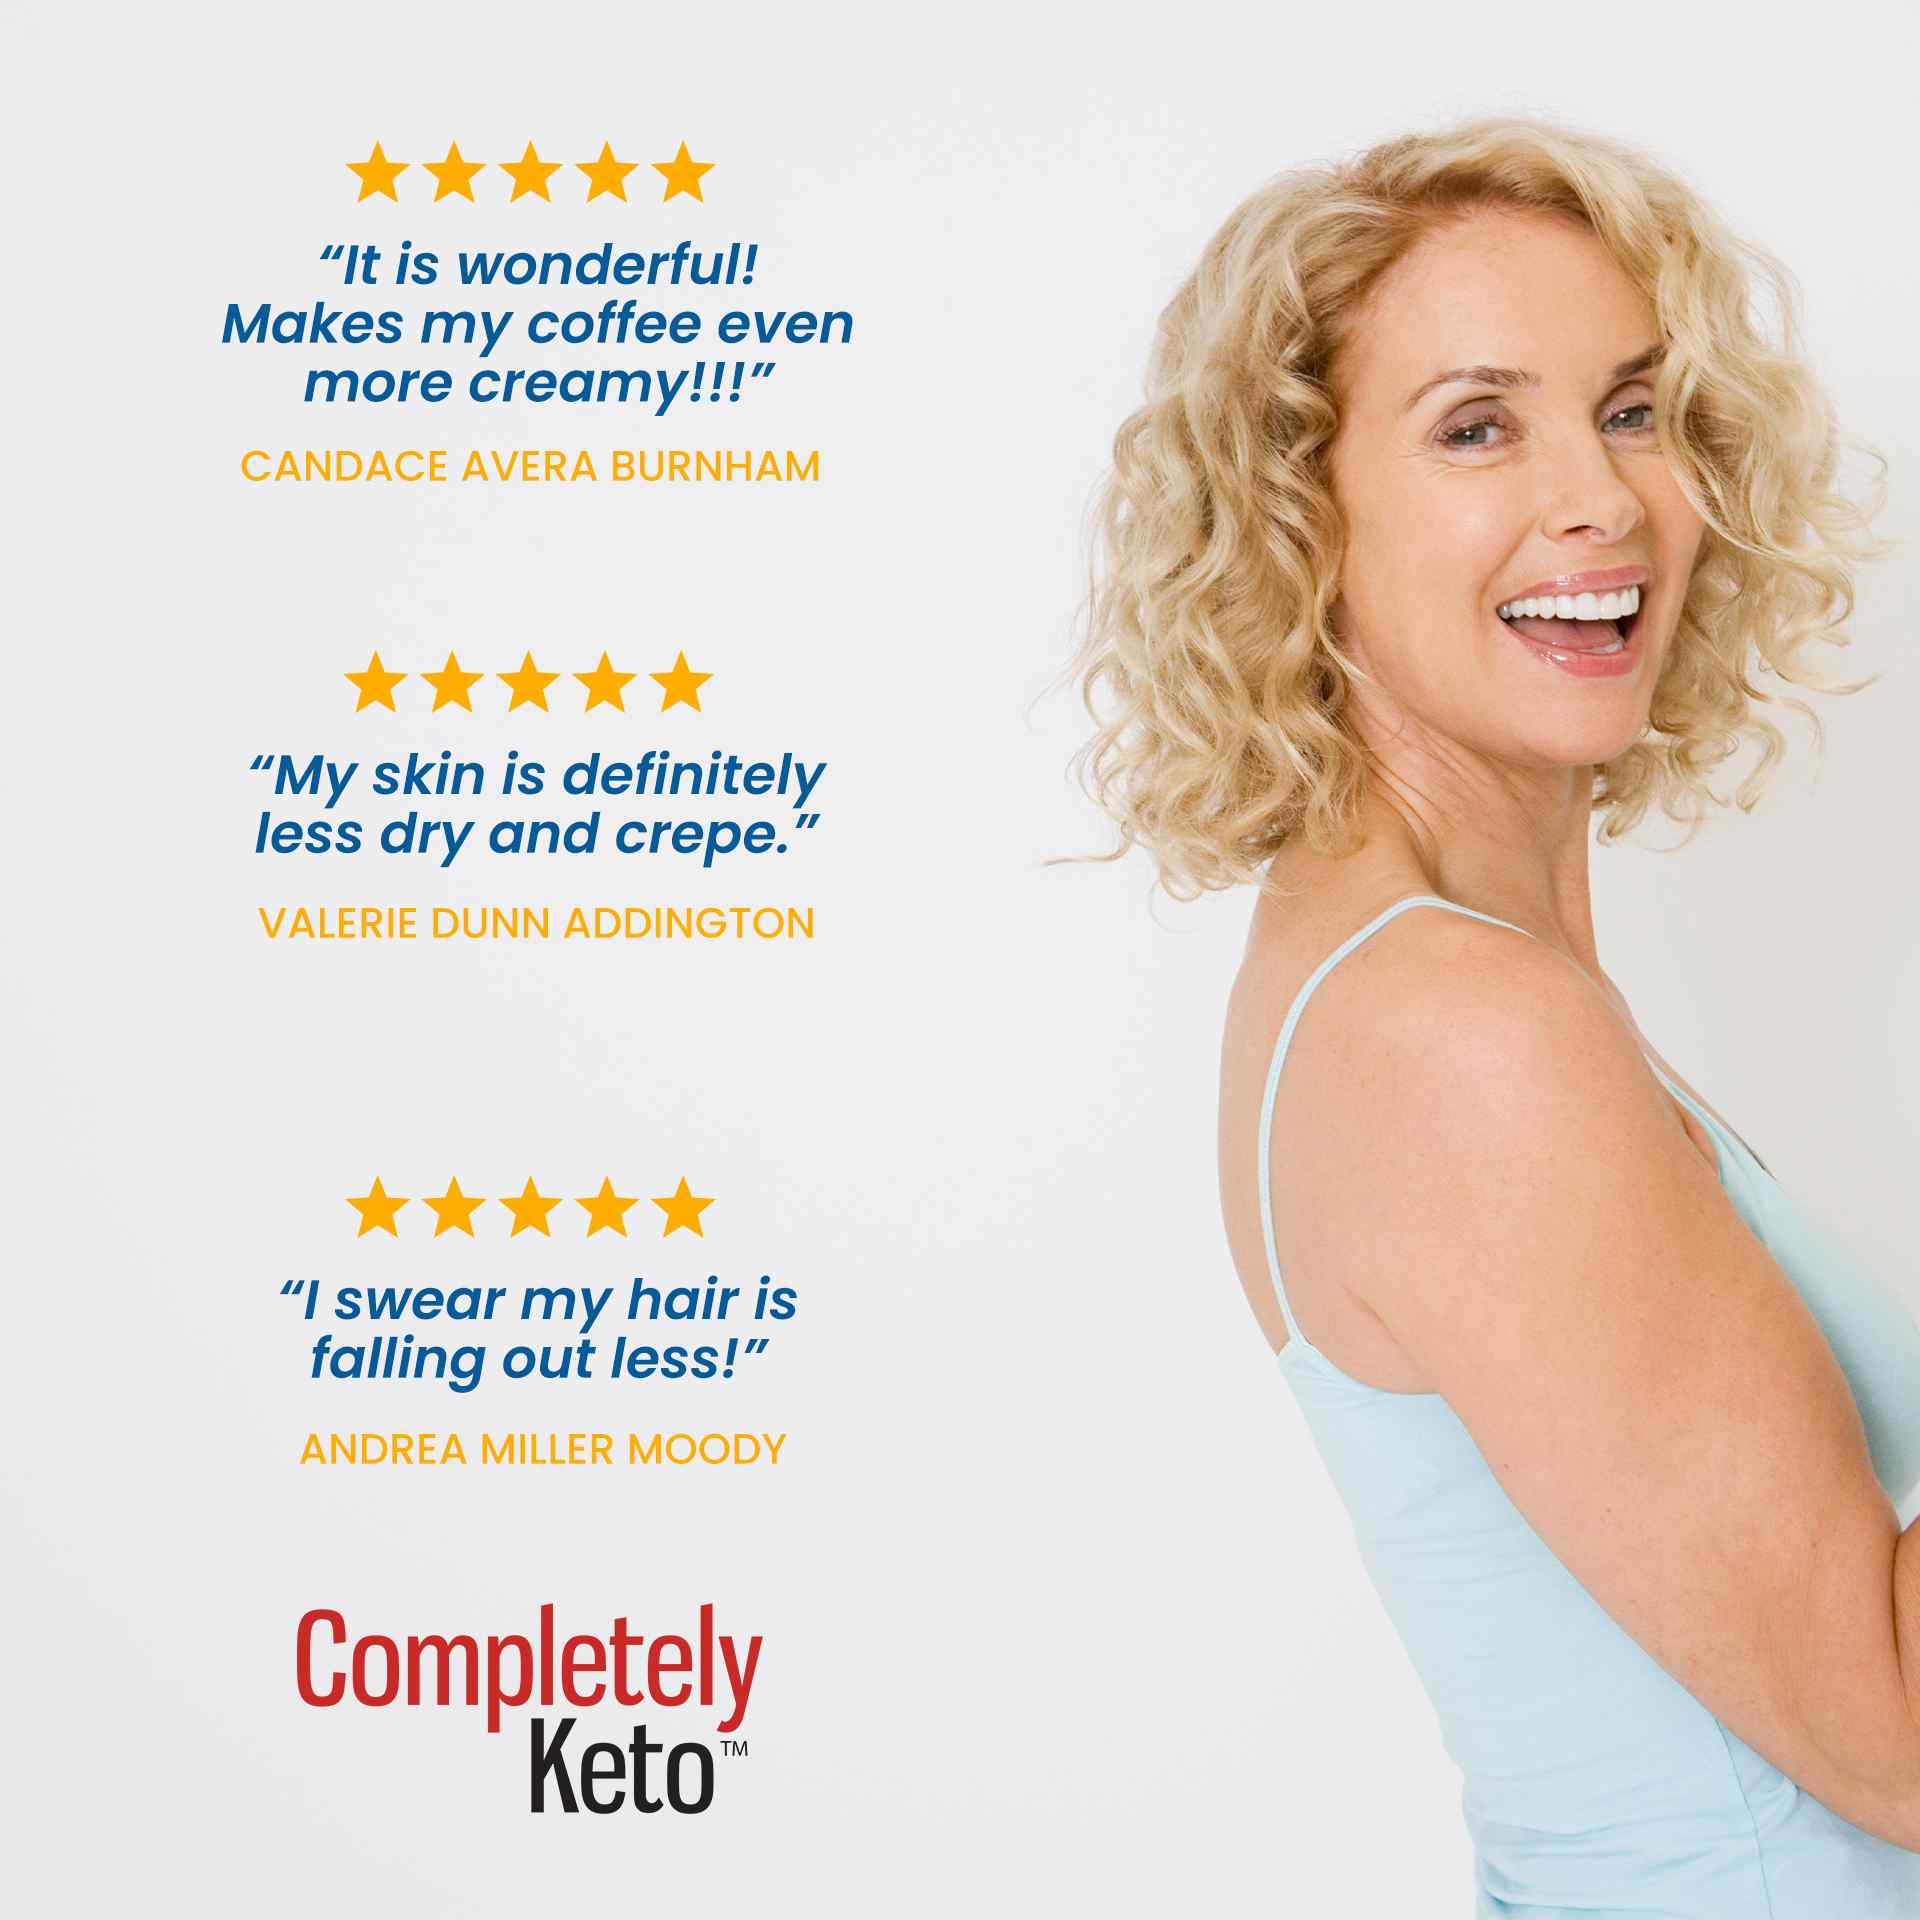 “It is wonderful!
Makes my coffee even
more creamy!!!”
CANDACE AVERA BURNHAM
“My skin is definitely
less dry and crepe.”
VALERIE DUNN ADDINGTON
“I swear my hair is
falling out less!”
ANDREA MILLER MOODY
Completely
Keto™